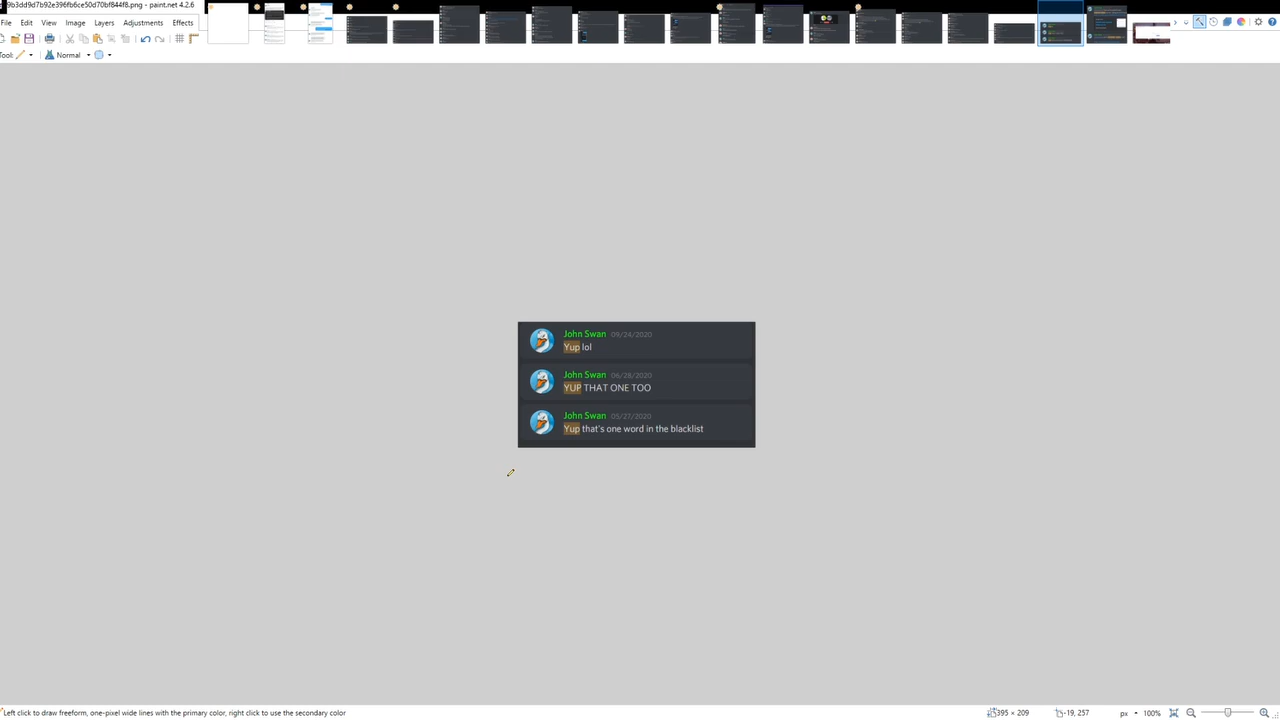 9b3dd9d7b92e396fb6ce50d70bf844f8.png - paint.net 4.2.6
File Edit View Image Layers Adjustments Effects
Tool: Normal
John Swan 09/24/2020
Yup lol
John Swan 06/28/2020
YUP THAT ONE TOO
John Swan 05/27/2020
Yup that's one word in the blacklist
Left click to draw freeform, one-pixel wide lines with the primary color, right click to use the secondary color
395 × 209
-19, 257
px
100%